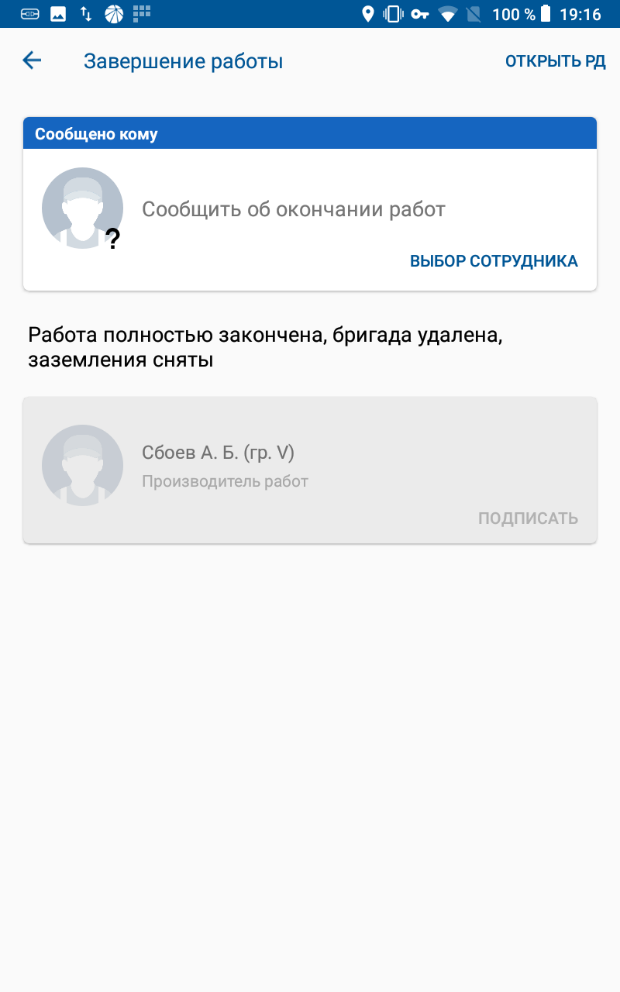 100 % 19:16
Завершение работы
ОТКРЫТЬ РД
Сообщено кому
?
Сообщить об окончании работ
ВЫБОР СОТРУДНИКА
Работа полностью закончена, бригада удалена,
заземления сняты
Сбоев А. Б. (гр. V)
Производитель работ
ПОДПИСАТЬ